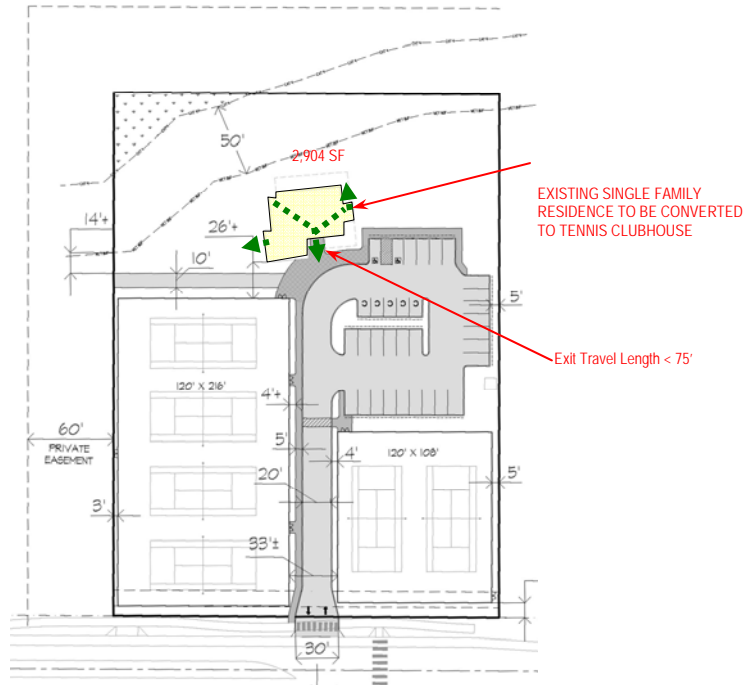 50'
2,904 SF
EXISTING SINGLE FAMILY
RESIDENCE TO BE CONVERTED
TO TENNIS CLUBHOUSE
14'+
26'+
10'
5'
Exit Travel Length < 75'
120' X 216'
4'+
60'
PRIVATE
EASEMENT
5'
4'
120' X 108'
5'
20'
3'
33'±
30'